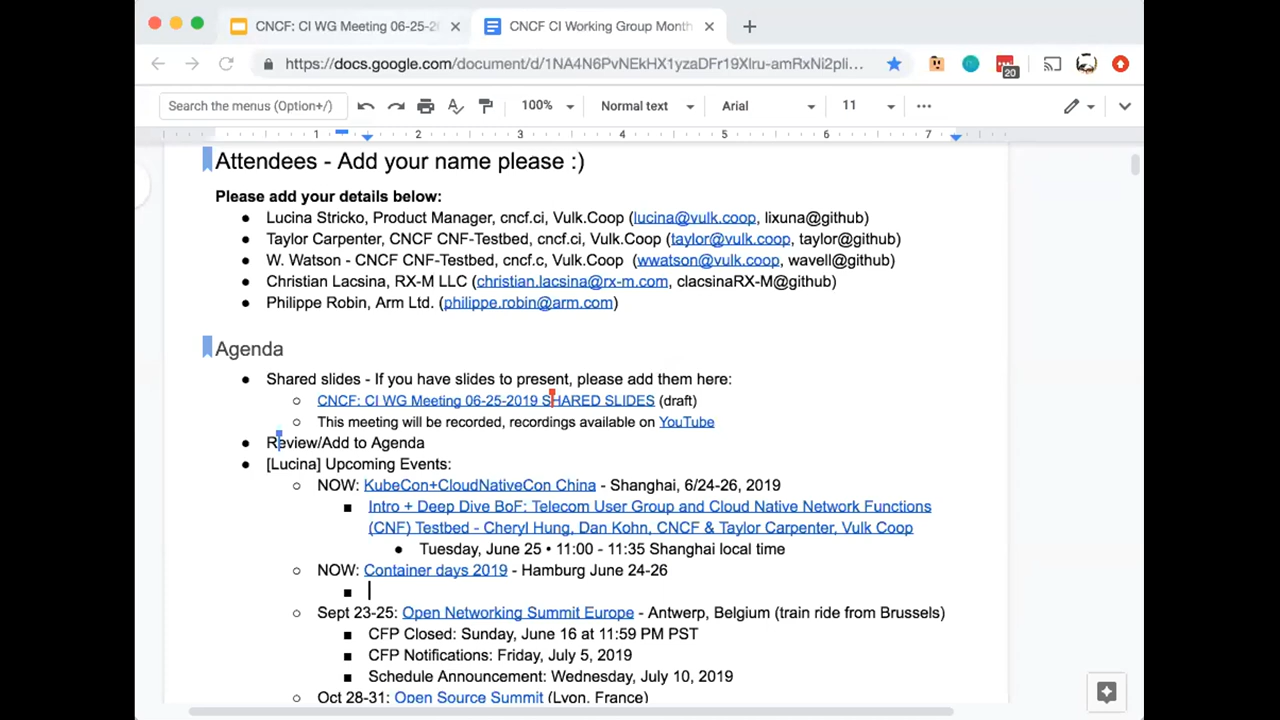 CNCF: CI WG Meeting 06-25-2
CNCF CI Working Group Month
https://docs.google.com/document/d/1NA4N6PvNEkHX1yzaDFr19Xlru-amRxNi2pli...
20
Search the menus (Option+/)
100%
Normal text
Arial
11
1 2 3 4 5 6 7
Attendees - Add your name please :)
Please add your details below:
Lucina Stricko, Product Manager, cncf.ci, Vulk.Coop (lucina@vulk.coop, lixuna@github)
Taylor Carpenter, CNCF CNF-Testbed, cncf.ci, Vulk.Coop (taylor@vulk.coop, taylor@github)
W. Watson - CNCF CNF-Testbed, cncf.c, Vulk.Coop (wwatson@vulk.coop, wavell@github)
Christian Lacsina, RX-M LLC (christian.lacsina@rx-m.com, clacsinaRX-M@github)
Philippe Robin, Arm Ltd. (philippe.robin@arm.com)
Agenda
Shared slides - If you have slides to present, please add them here:
CNCF: CI WG Meeting 06-25-2019 SHARED SLIDES (draft)
This meeting will be recorded, recordings available on YouTube
Review/Add to Agenda
[Lucina] Upcoming Events:
NOW: KubeCon+CloudNativeCon China - Shanghai, 6/24-26, 2019
Intro + Deep Dive BoF: Telecom User Group and Cloud Native Network Functions
(CNF) Testbed - Cheryl Hung, Dan Kohn, CNCF & Taylor Carpenter, Vulk Coop
Tuesday, June 25 • 11:00 - 11:35 Shanghai local time
NOW: Container days 2019 - Hamburg June 24-26
Sept 23-25: Open Networking Summit Europe - Antwerp, Belgium (train ride from Brussels)
CFP Closed: Sunday, June 16 at 11:59 PM PST
CFP Notifications: Friday, July 5, 2019
Schedule Announcement: Wednesday, July 10, 2019
Oct 28-31: Open Source Summit (Lyon, France)